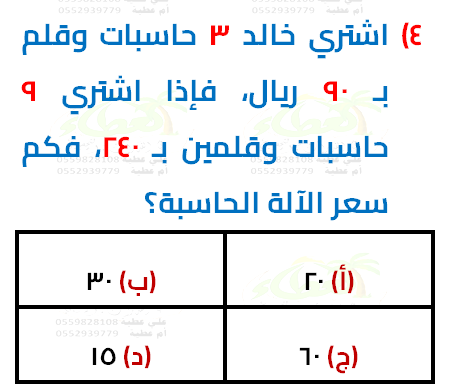 ٤) اشتري خالد ٣ حاسبات وقلم
بـ ٩٠ ريال، فإذا اشتري ٩
حاسبات وقلمين بـ ٢٤٠, فكم
سعر الآلة الحاسبة؟
(أ) ٢٠ (ب) ٣٠
(ج) ٦٠ (د) ١٥